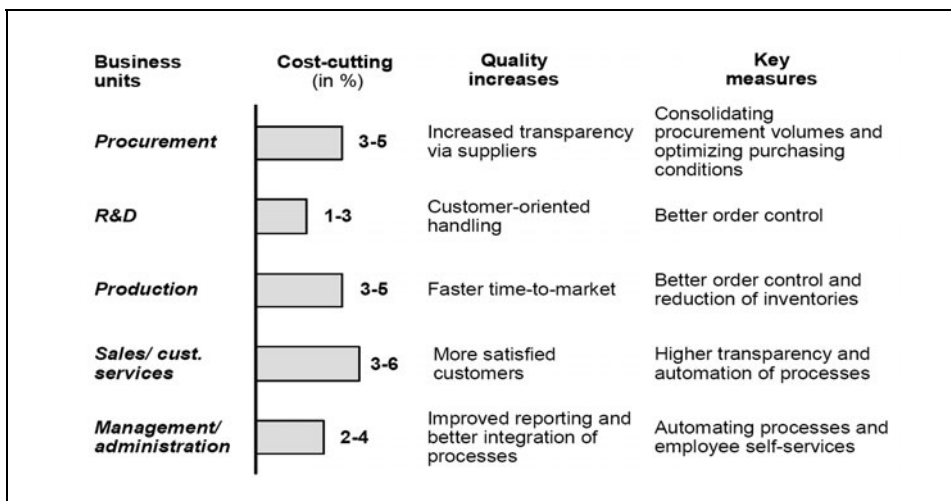 Business
units
Cost-cutting
(in %)
Quality
increases
Key
measures
Procurement
3-5
Increased transparency
via suppliers
Consolidating
procurement volumes and
optimizing purchasing
conditions
R&D
1-3
Customer-oriented
handling
Better order control
Production
3-5
Faster time-to-market
Better order control and
reduction of inventories
Sales/ cust.
services
3-6
More satisfied
customers
Higher transparency and
automation of processes
Management/
administration
2-4
Improved reporting and
better integration of
processes
Automating processes and
employee self-services